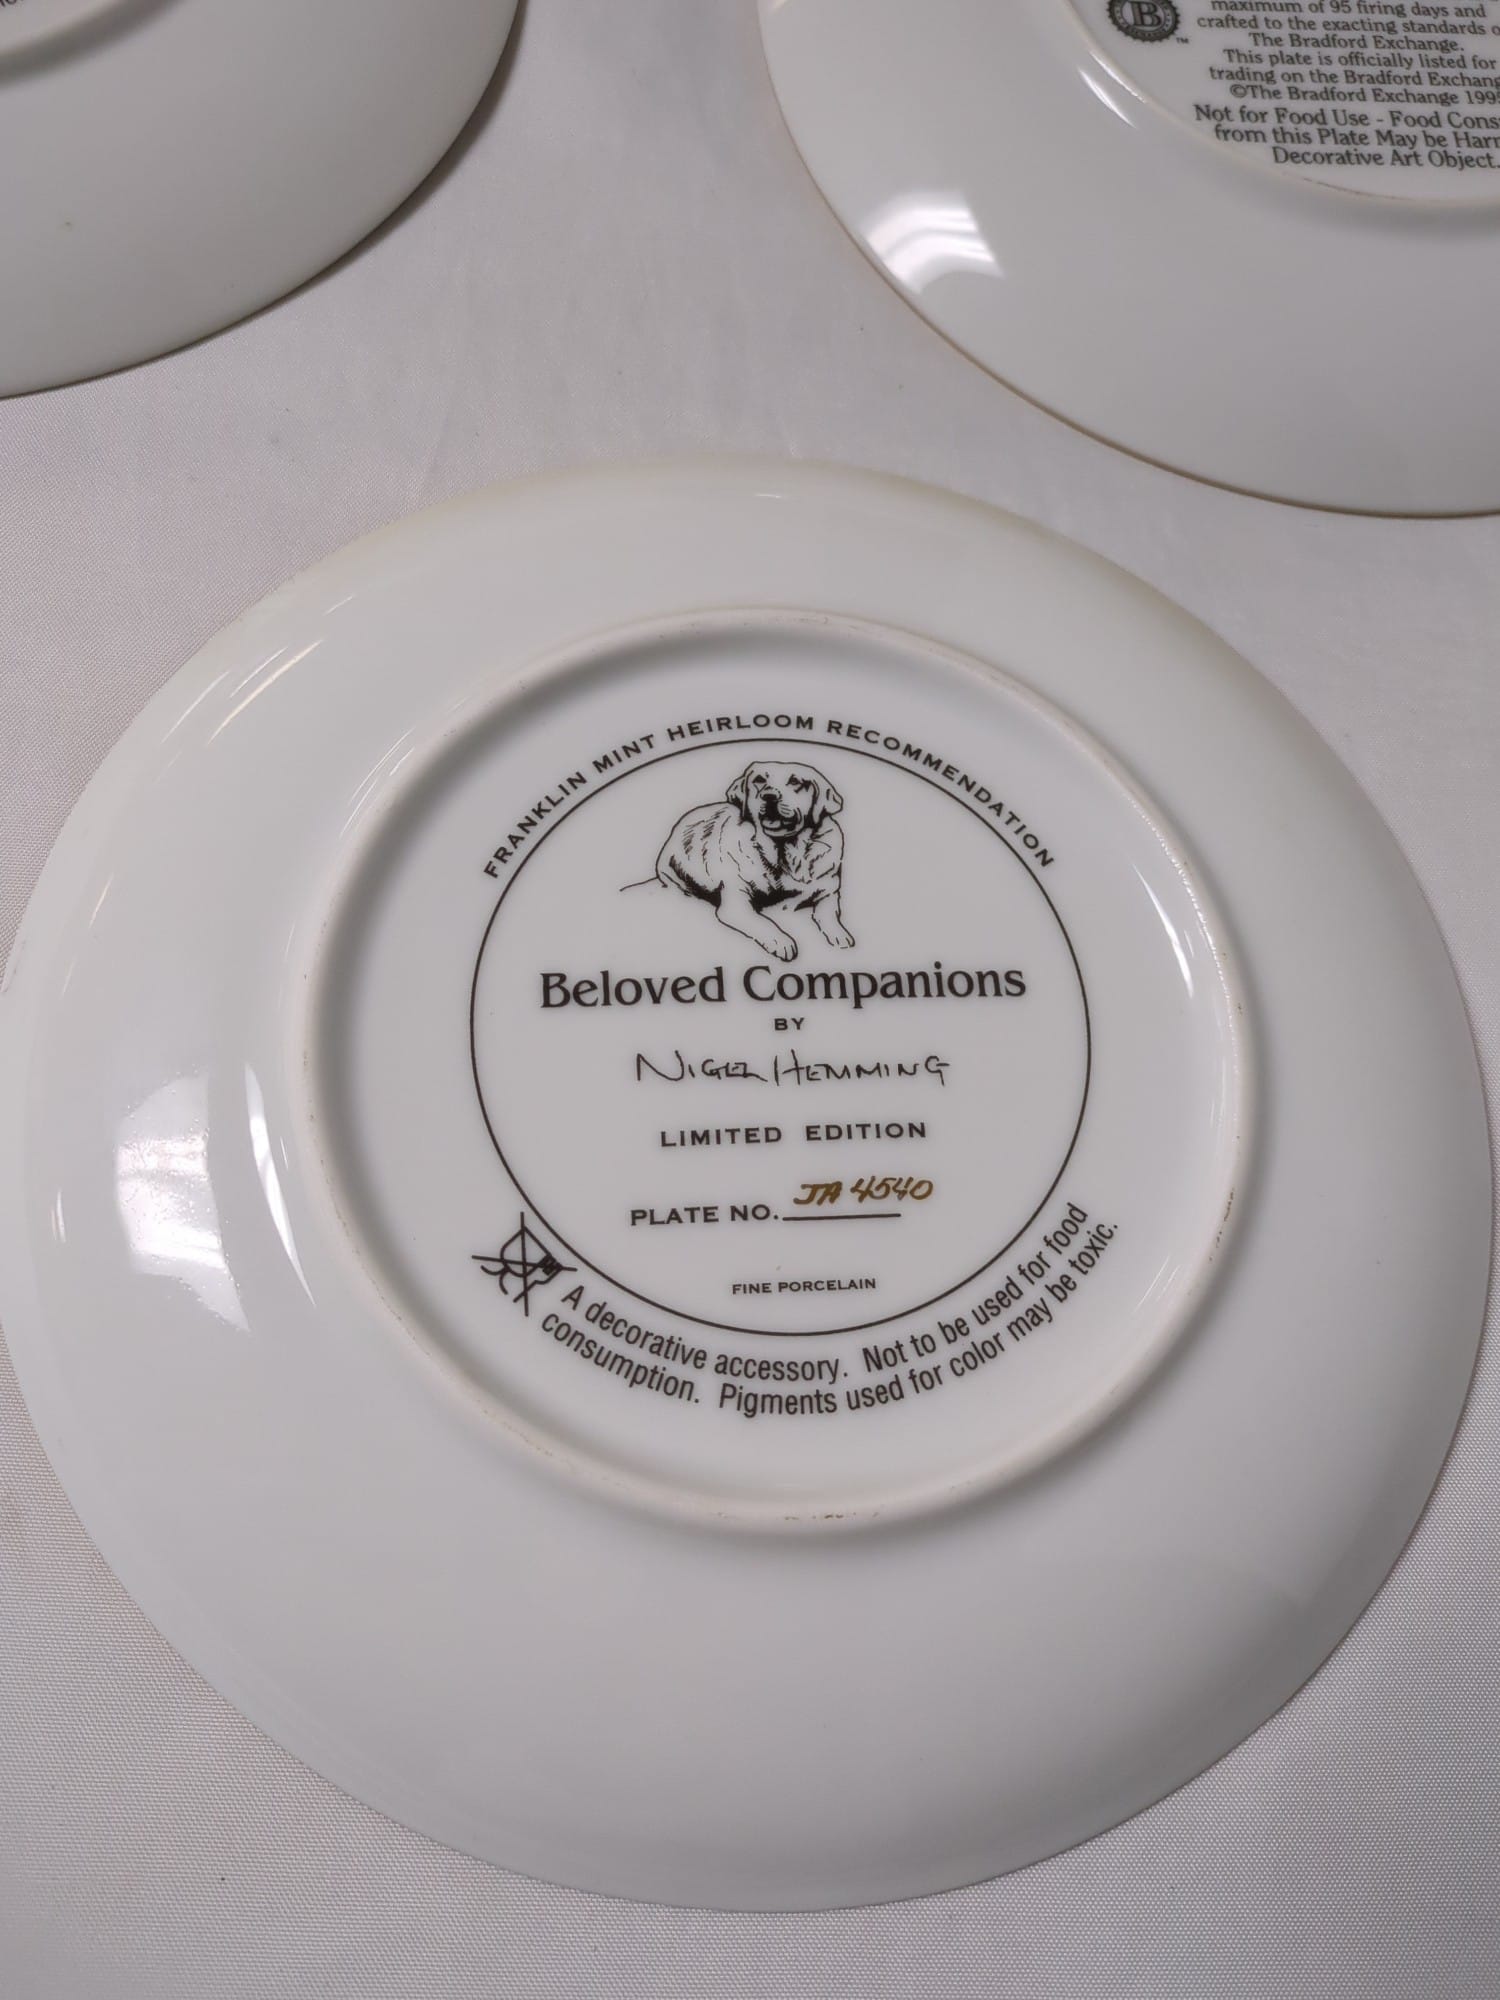 maximum of 95 firing days and
crafted to the exacting standards
The Bradford Exchange.
This plate is officially listed for
trading on the Bradford
©The Bradford Exchange
Not for Food Use - Food
from this Plate May be
Decorative Art Object.
B
™
FRANKLIN MINT HEIRLOOM RECOMMENDATION
Beloved Companions
BY
NIGEL HEMMING
LIMITED EDITION
PLATE NO. JA 4540
FINE PORCELAIN
A decorative accessory. Not to be used for food
consumption. Pigments used for color may be toxic.